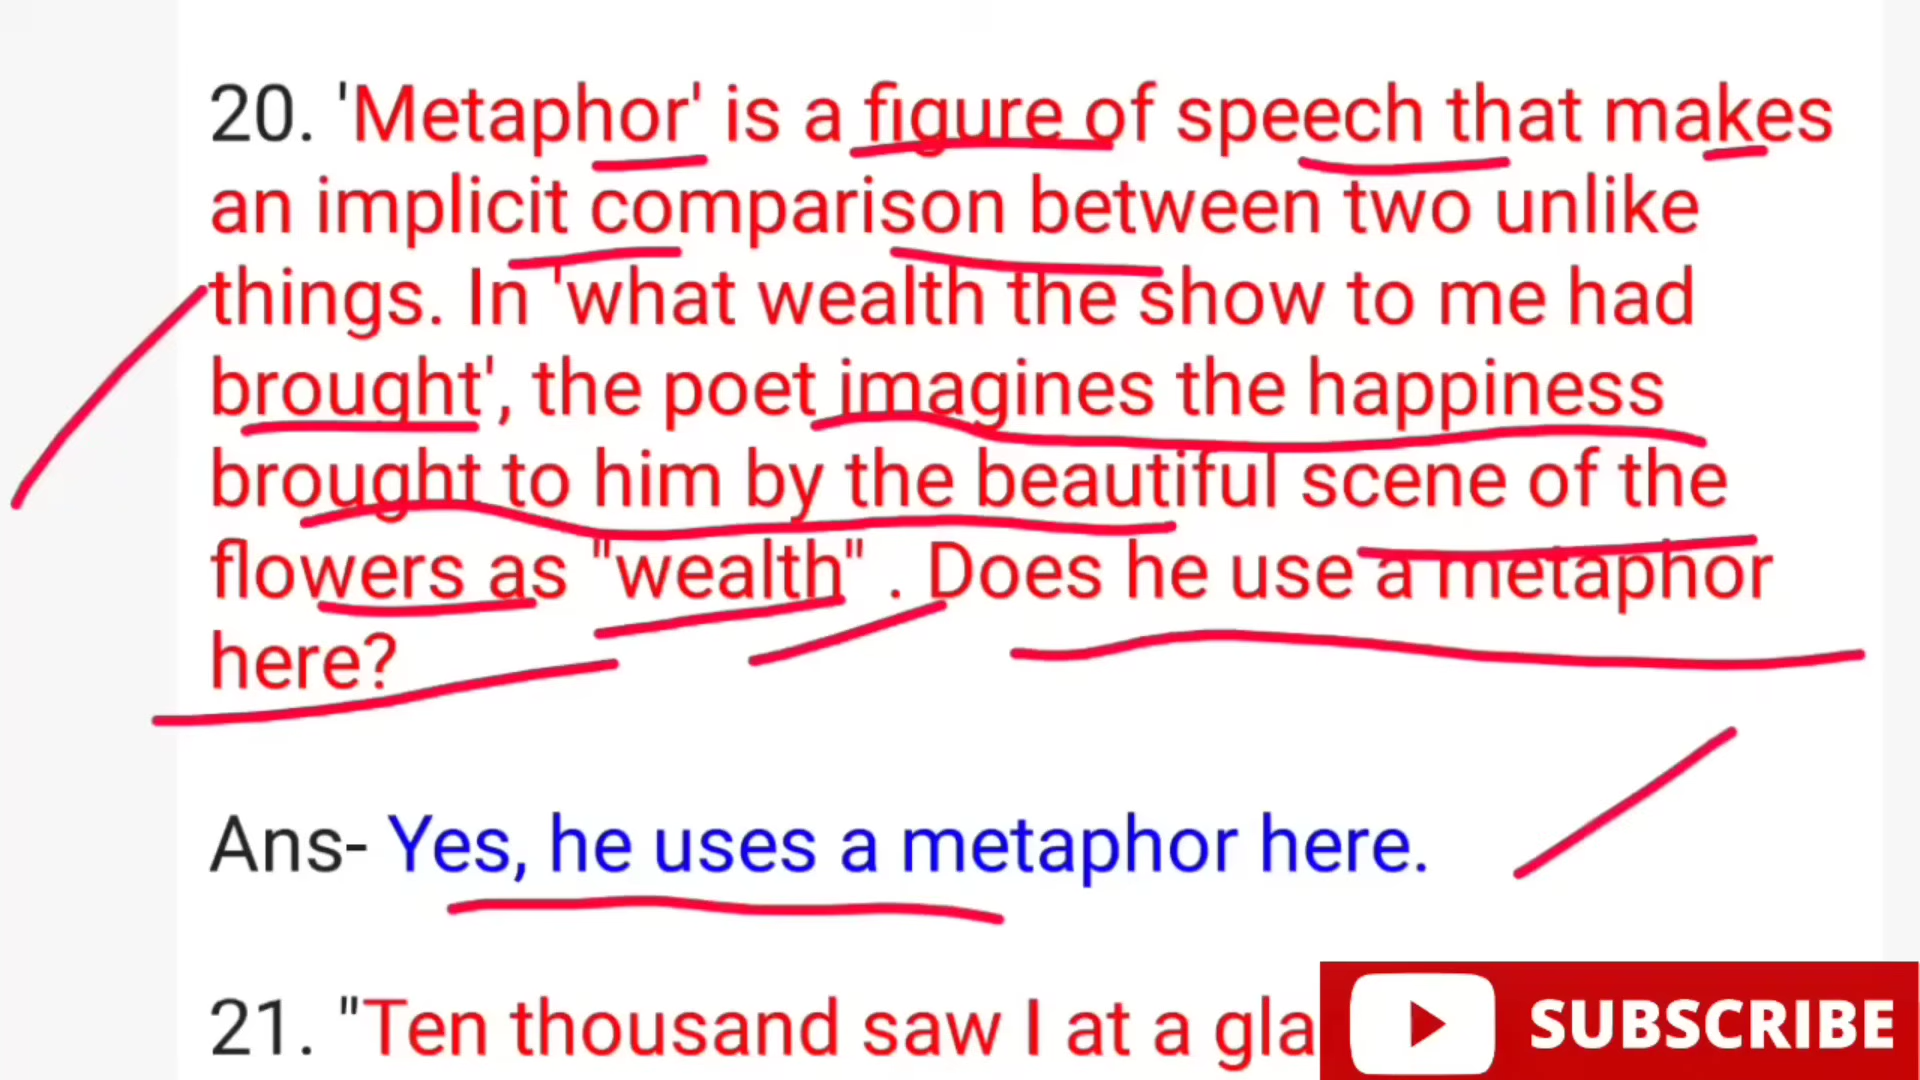 20. 'Metaphor' is a figure of speech that makes
an implicit comparison between two unlike
things. In 'what wealth the show to me had
brought', the poet imagines the happiness
brought to him by the beautiful scene of the
flowers as "wealth" . Does he use a metaphor
here?
Ans- Yes, he uses a metaphor here.
21. "Ten thousand saw I at a gla
SUBSCRIBE